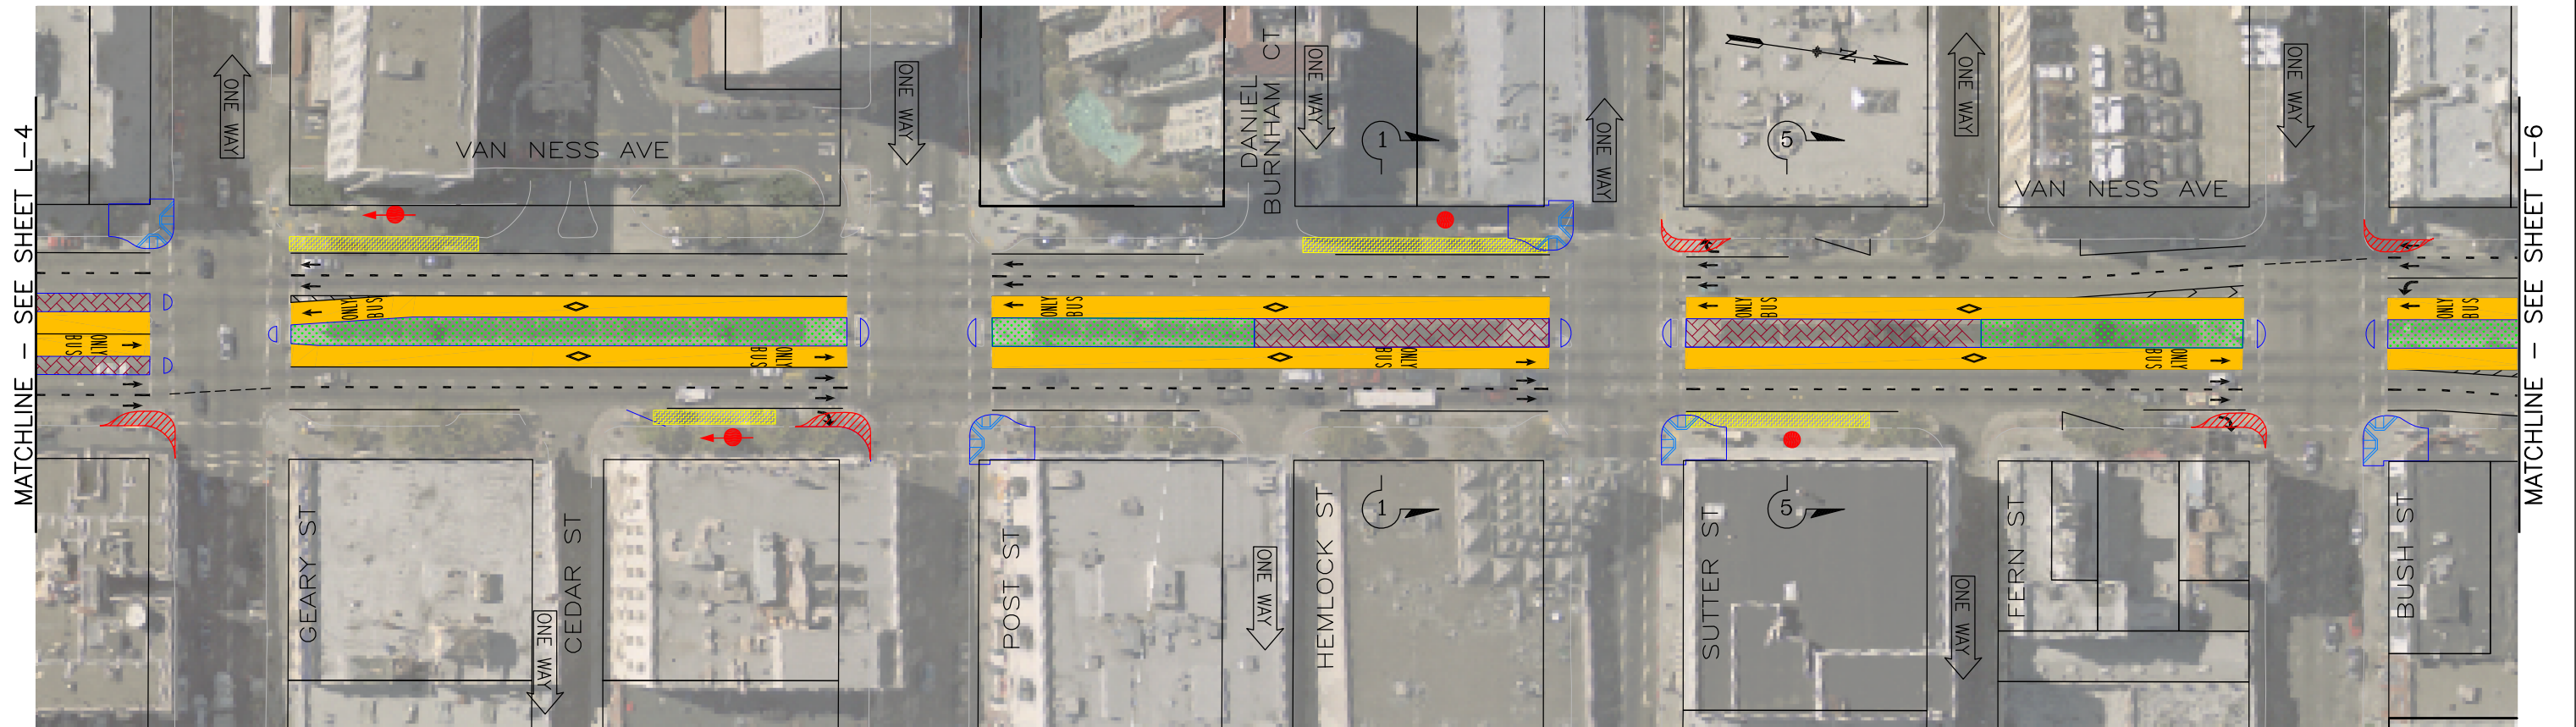 MATCHLINE - SEE SHEET L-4
ONE WAY
VAN NESS AVE
ONE WAY
DANIEL
BURNHAM CT
ONE WAY
1
ONE WAY
N
5
ONE WAY
VAN NESS AVE
ONE WAY
MATCHLINE - SEE SHEET L-6
BUS
ONLY
BUS
ONLY
BUS
ONLY
BUS
ONLY
BUS
ONLY
BUS
ONLY
BUS
ONLY
BUS
ONLY
GEARY ST
ONE WAY
CEDAR ST
POST ST
ONE WAY
HEMLOCK ST
1
SUTTER ST
5
ONE WAY
FERN ST
BUSH ST